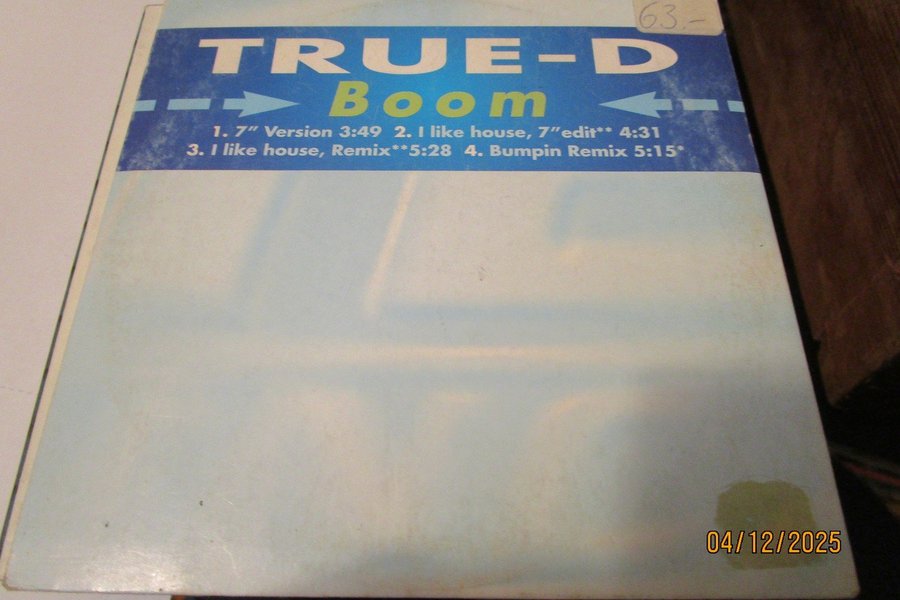 63.-
TRUE-D
Boom
1. 7" Version 3:49 2. I like house, 7"edit** 4:31
3. I like house, Remix**5:28 4. Bumpin Remix 5:15*
04/12/2025